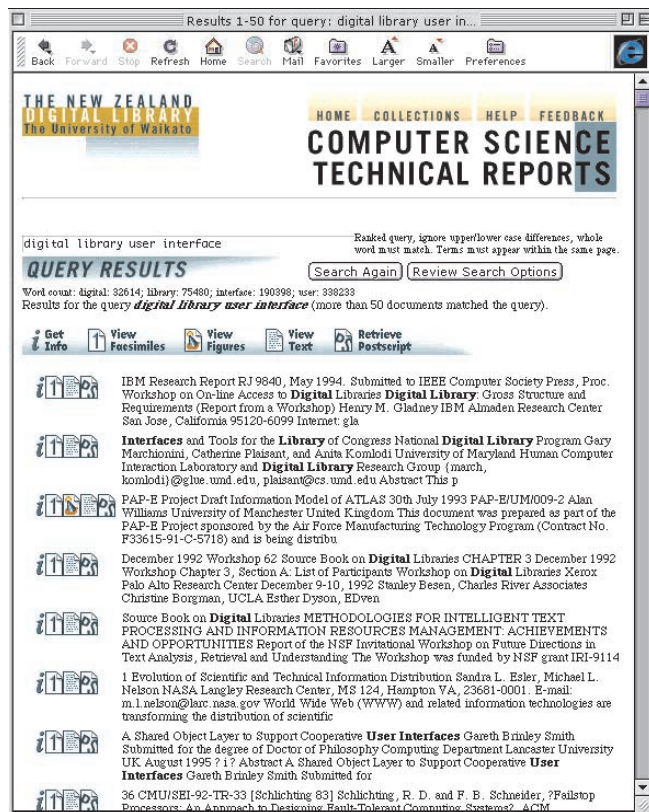 Results 1-50 for query: digital library user in...
Back Forward Stop Refresh Home Search Mail Favorites Larger Smaller Preferences
THE NEW ZEALAND
DIGITAL LIBRARY
The University of Waikato
HOME COLLECTIONS HELP FEEDBACK
COMPUTER SCIENCE
TECHNICAL REPORTS
digital library user interface
Ranked query, ignore upper/lower case differences, whole
word must match. Terms must appear within the same page.
QUERY RESULTS
Search Again Review Search Options
Word count: digital: 32614; library: 75480; interface: 190398; user: 338233
Results for the query digital library user interface (more than 50 documents matched the query).
i Get Info
View Facsimiles
View Figures
View Text
Retrieve Postscript
IBM Research Report RJ 9840, May 1994. Submitted to IEEE Computer Society Press, Proc.
Workshop on On-line Access to Digital Libraries Digital Library: Gross Structure and
Requirements (Report from a Workshop) Henry M. Gladney IBM Almaden Research Center
San Jose, California 95120-6099 Internet: gla
Interfaces and Tools for the Library of Congress National Digital Library Program Gary
Marchionini, Catherine Plaisant, and Anita Komlodi University of Maryland Human Computer
Interaction Laboratory and Digital Library Research Group {march,
komlodi}@glue.umd.edu, plaisant@cs.umd.edu Abstract This p
PAP-E Project Draft Information Model of ATLAS 30th July 1993 PAP-E/UM/009-2 Alan
Williams University of Manchester United Kingdom This document was prepared as part of the
PAP-E Project sponsored by the Air Force Manufacturing Technology Program (Contract No.
F33615-91-C-5718) and is being distribu
December 1992 Workshop 62 Source Book on Digital Libraries CHAPTER 3 December 1992
Workshop Chapter 3, Section A: List of Participants Workshop on Digital Libraries Xerox
Palo Alto Research Center December 9-10, 1992 Stanley Besen, Charles River Associates
Christine Borgman, UCLA Esther Dyson, EDven
Source Book on Digital Libraries METHODOLOGIES FOR INTELLIGENT TEXT
PROCESSING AND INFORMATION RESOURCES MANAGEMENT: ACHIEVEMENTS
AND OPPORTUNITIES Report of the NSF Invitational Workshop on Future Directions in
Text Analysis, Retrieval and Understanding The Workshop was funded by NSF grant IRI-9114
1 Evolution of Scientific and Technical Information Distribution Sandra L. Esler, Michael L.
Nelson NASA Langley Research Center, MS 124, Hampton VA, 23681-0001. E-mail:
m.l.nelson@larc.nasa.gov World Wide Web (WWW) and related information technologies are
transforming the distribution of scientific
A Shared Object Layer to Support Cooperative User Interfaces Gareth Brinley Smith
Submitted for the degree of Doctor of Philosophy Computing Department Lancaster University
UK August 1995 ? i ? Abstract A Shared Object Layer to Support Cooperative User
Interfaces Gareth Brinley Smith Submitted for
36 CMU/SEI-92-TR-33 [Schlichting 83] Schlichting, R. D. and F. B. Schneider, ?Failstop
Processors: An Approach to Designing Fault-Tolerant Computing Systems?, ACM